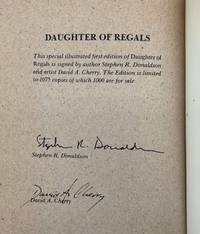 DAUGHTER OF REGALS
This special illustrated first edition of Daughter of
Regals is signed by author Stephen R. Donaldson
and artist David A. Cherry. The Edition is limited
to 1075 copies of which 1000 are for sale
Stephen R. Donaldson
Stephen R. Donaldson
David A. Cherry
David A. Cherry